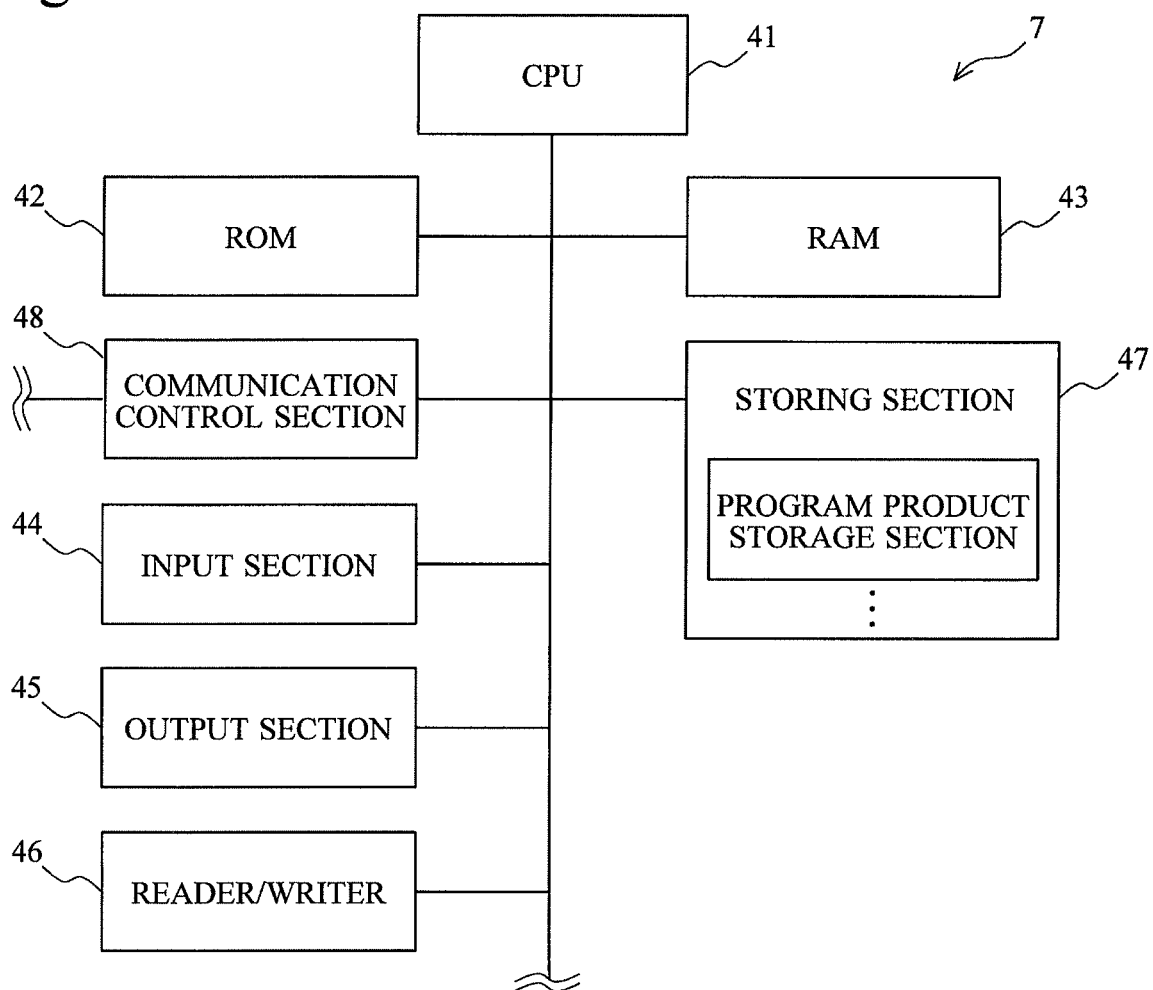 7
41
CPU
42
ROM
43
RAM
48
COMMUNICATION
CONTROL SECTION
47
STORING SECTION
PROGRAM PRODUCT
STORAGE SECTION
44
INPUT SECTION
45
OUTPUT SECTION
46
READER/WRITER